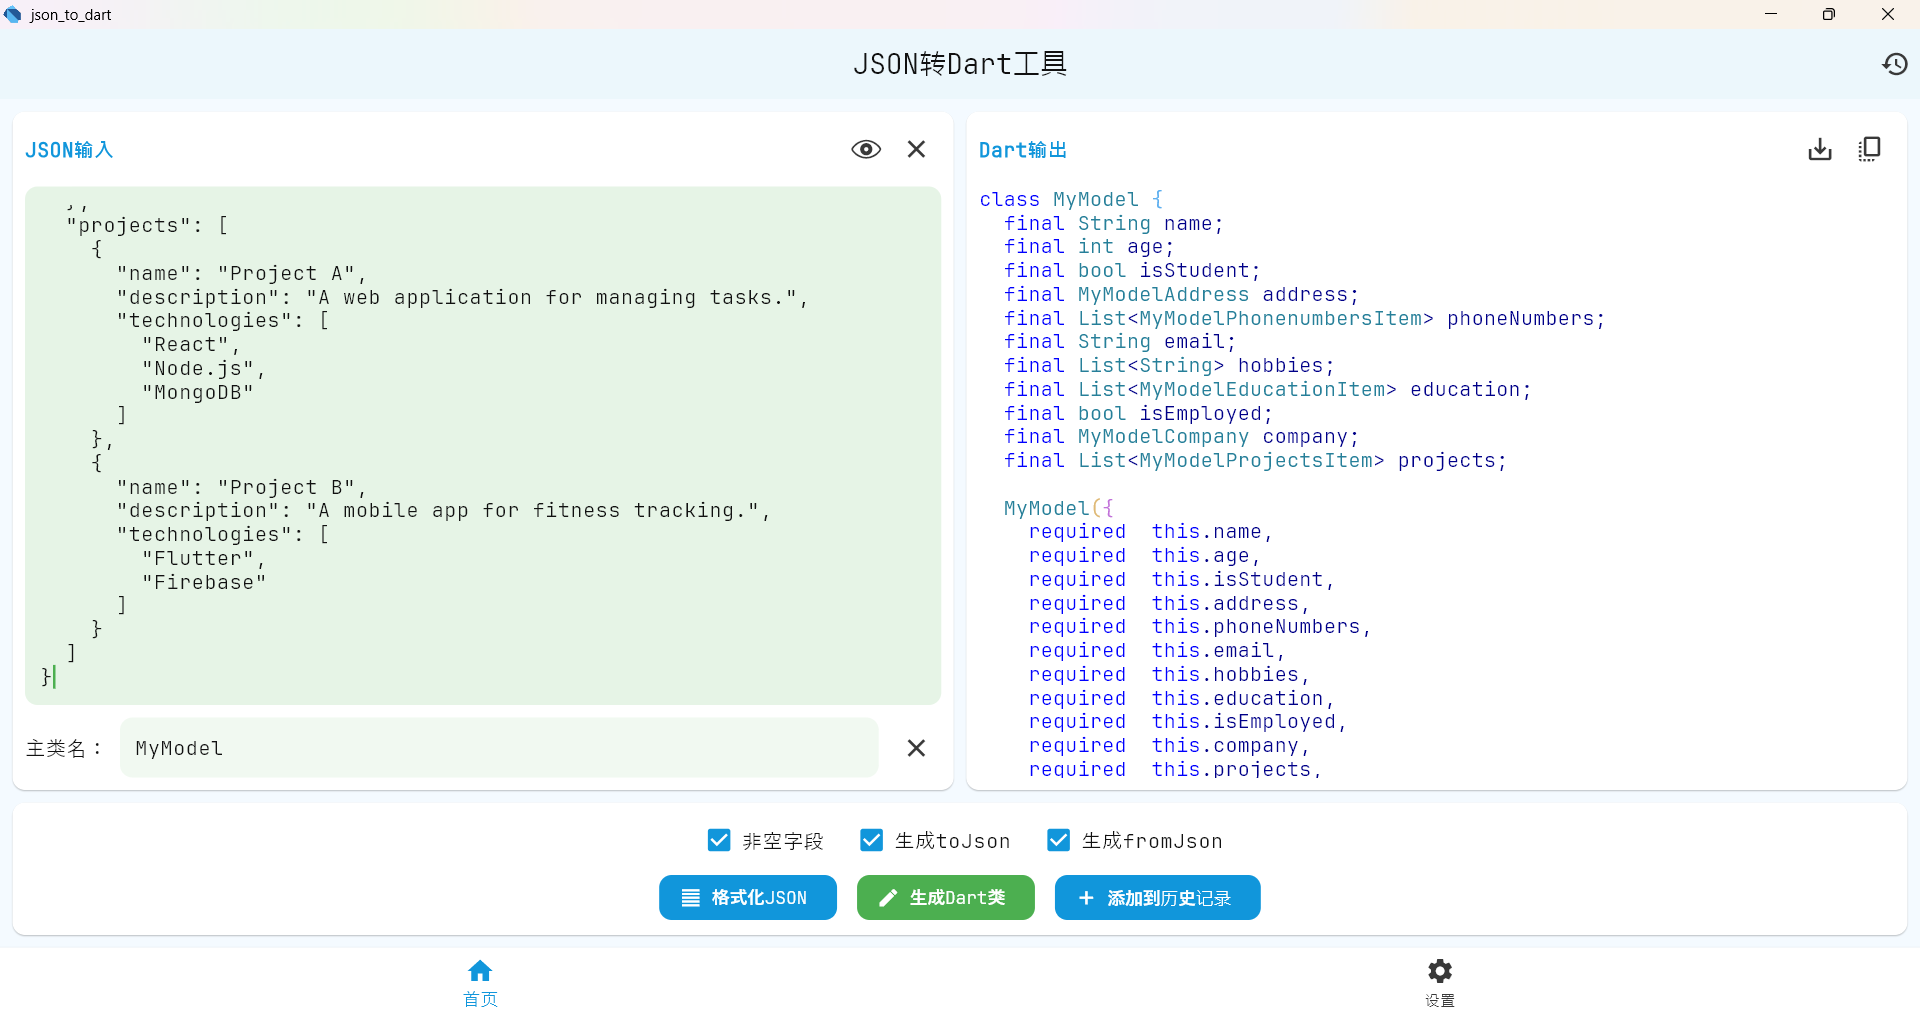 json_to_dart
JSON转Dart工具
JSON输入
},
"projects": [
{
"name": "Project A",
"description": "A web application for managing tasks.",
"technologies": [
"React",
"Node.js",
"MongoDB"
]
},
{
"name": "Project B",
"description": "A mobile app for fitness tracking.",
"technologies": [
"Flutter",
"Firebase"
]
}
]
}
主类名：
MyModel
Dart输出
class MyModel {
final String name;
final int age;
final bool isStudent;
final MyModelAddress address;
final List<MyModelPhonenumbersItem> phoneNumbers;
final String email;
final List<String> hobbies;
final List<MyModelEducationItem> education;
final bool isEmployed;
final MyModelCompany company;
final List<MyModelProjectsItem> projects;
MyModel({
required  this.name,
required  this.age,
required  this.isStudent,
required  this.address,
required  this.phoneNumbers,
required  this.email,
required  this.hobbies,
required  this.education,
required  this.isEmployed,
required  this.company,
required  this.projects,
非空字段 生成toJson 生成fromJson
格式化JSON 生成Dart类 添加到历史记录
首页 设置